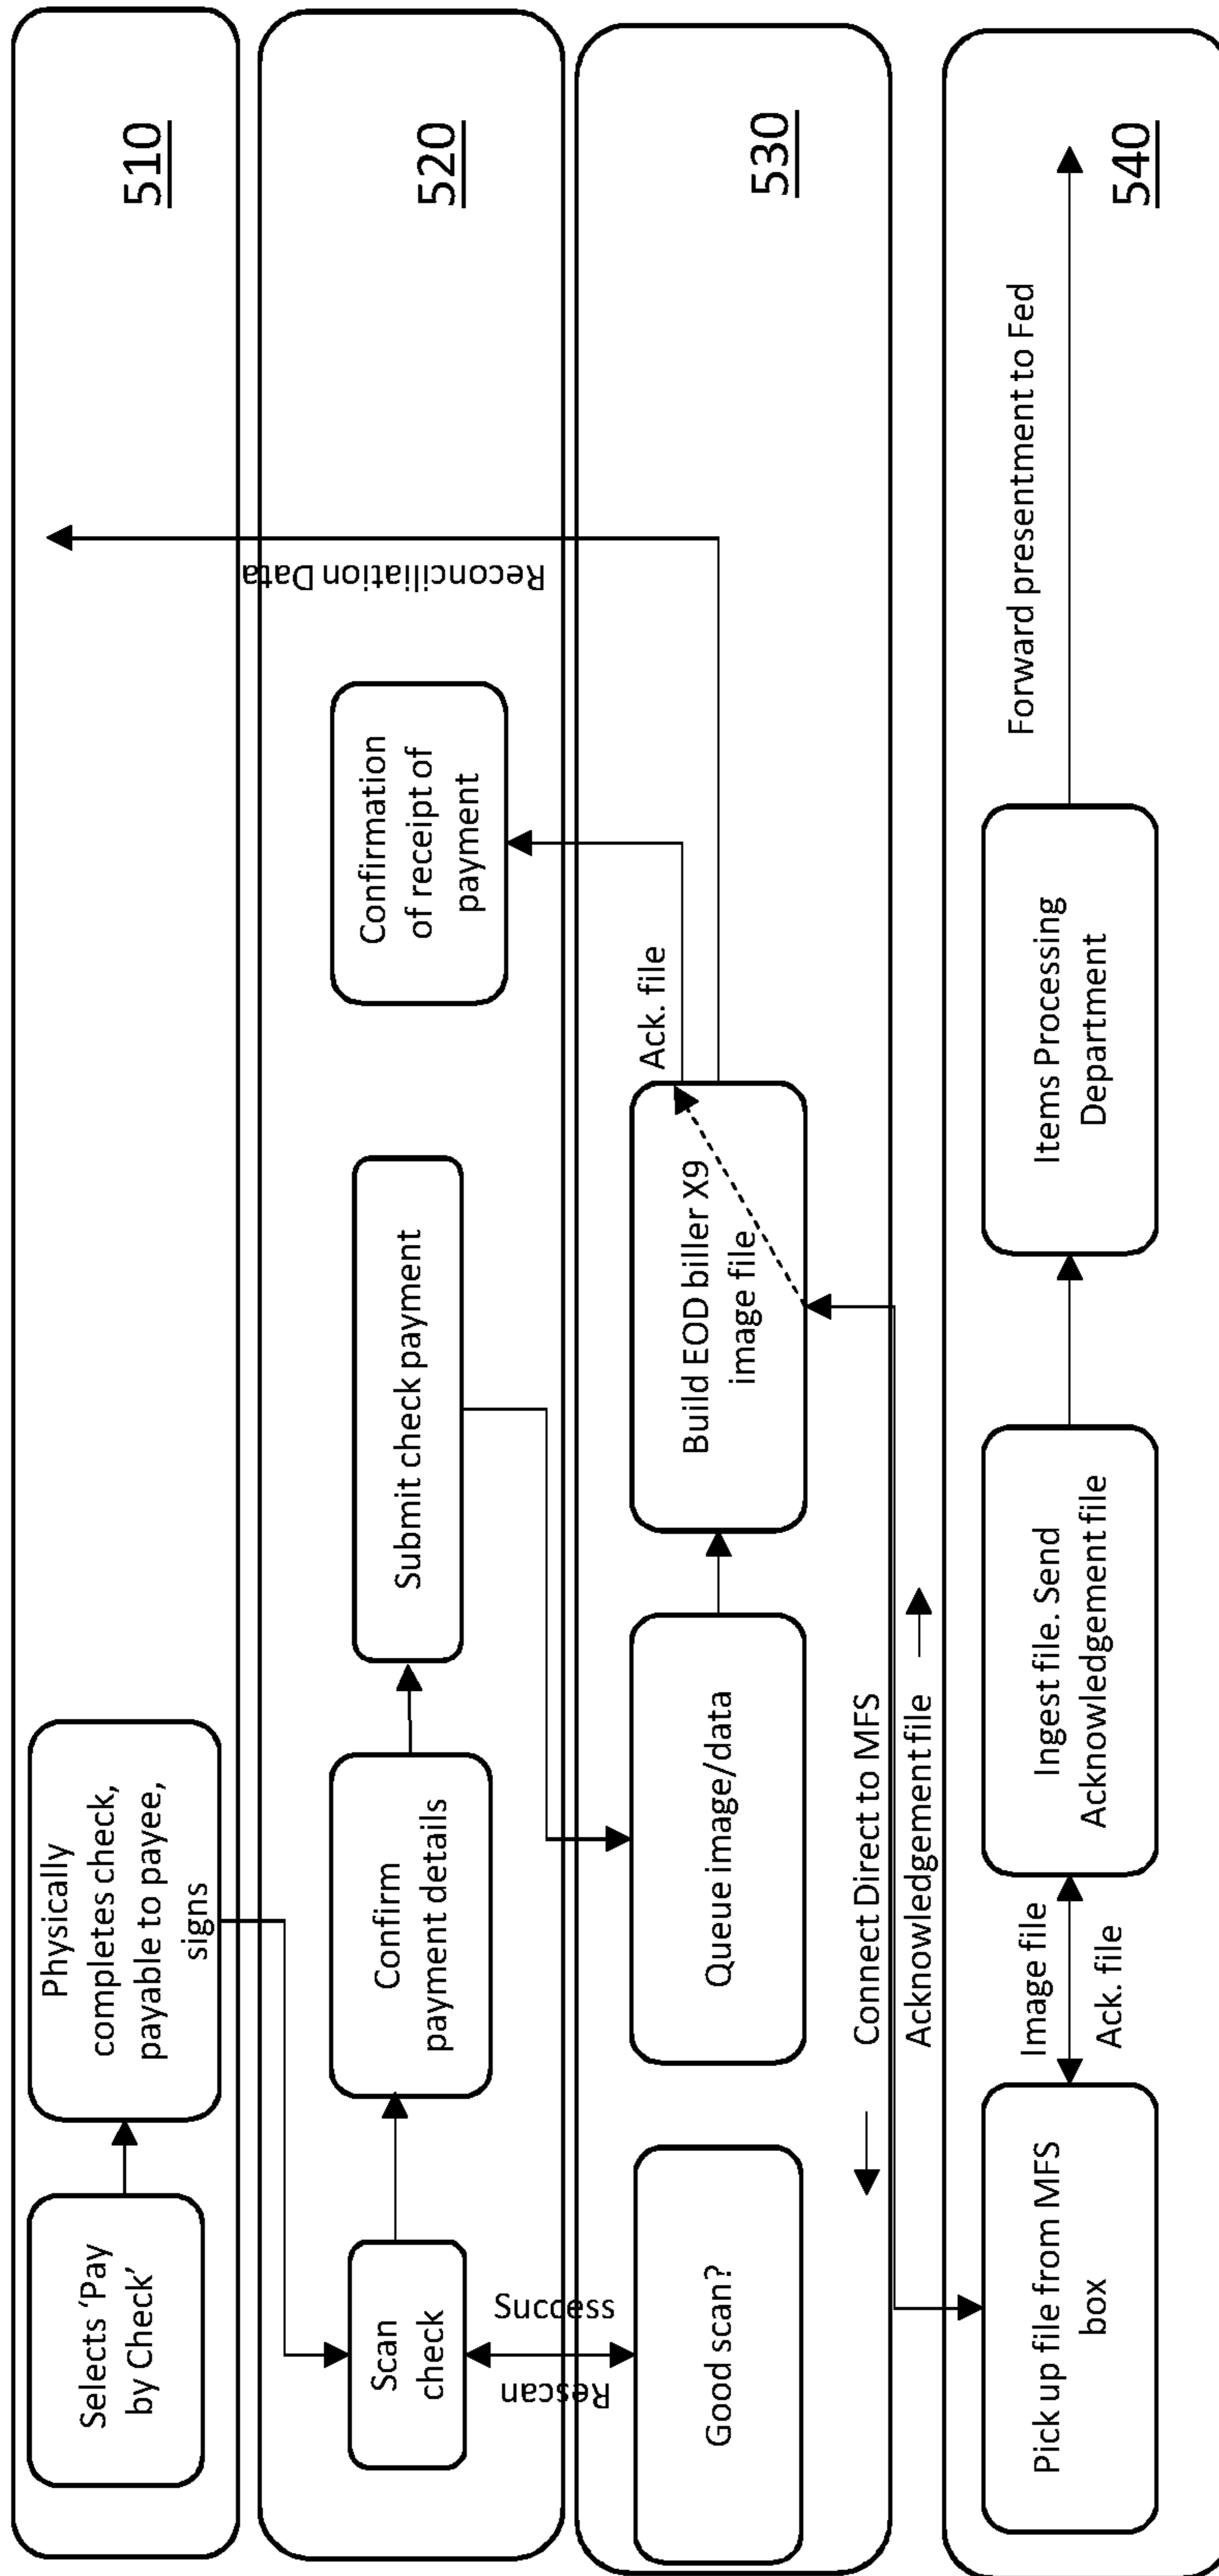 Selects ‘Pay
by Check’
Physically
completes check,
payable to payee,
signs
510
Scan
check
Confirm
payment details
Submit check payment
Confirmation
of receipt of
payment
520
Success
Rescan
Reconciliation Data
Good scan?
Queue image/data
Build EOD biller X9
image file
Ack. file
530
Connect Direct to MFS
Acknowledgement file
Pick up file from MFS
box
Image file
Ack. file
Ingest file. Send
Acknowledgement file
Items Processing
Department
Forward presentment to Fed
540